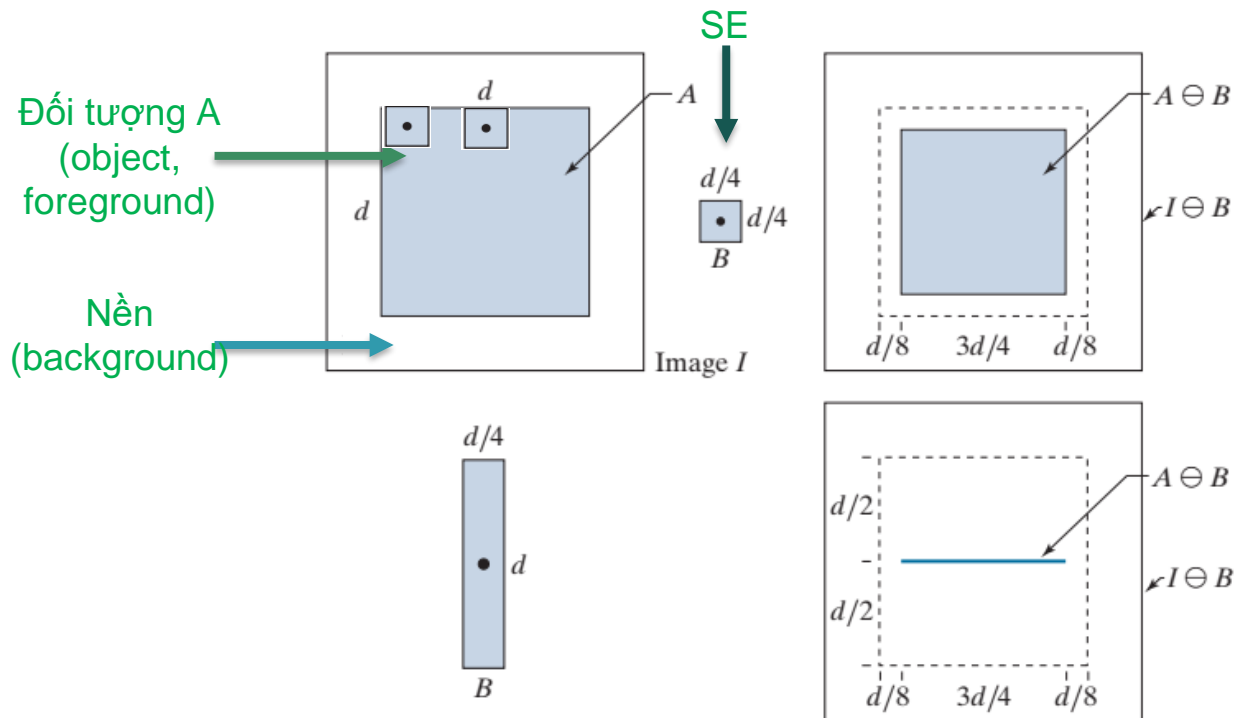 SE
Đối tượng A
(object,
foreground)
Nền
(background)
d
A
d
Image I
d/4
d/4
B
A ⊖ B
I ⊖ B
d/8 3d/4 d/8
d/4
d
B
d/2
d/2
A ⊖ B
I ⊖ B
d/8 3d/4 d/8